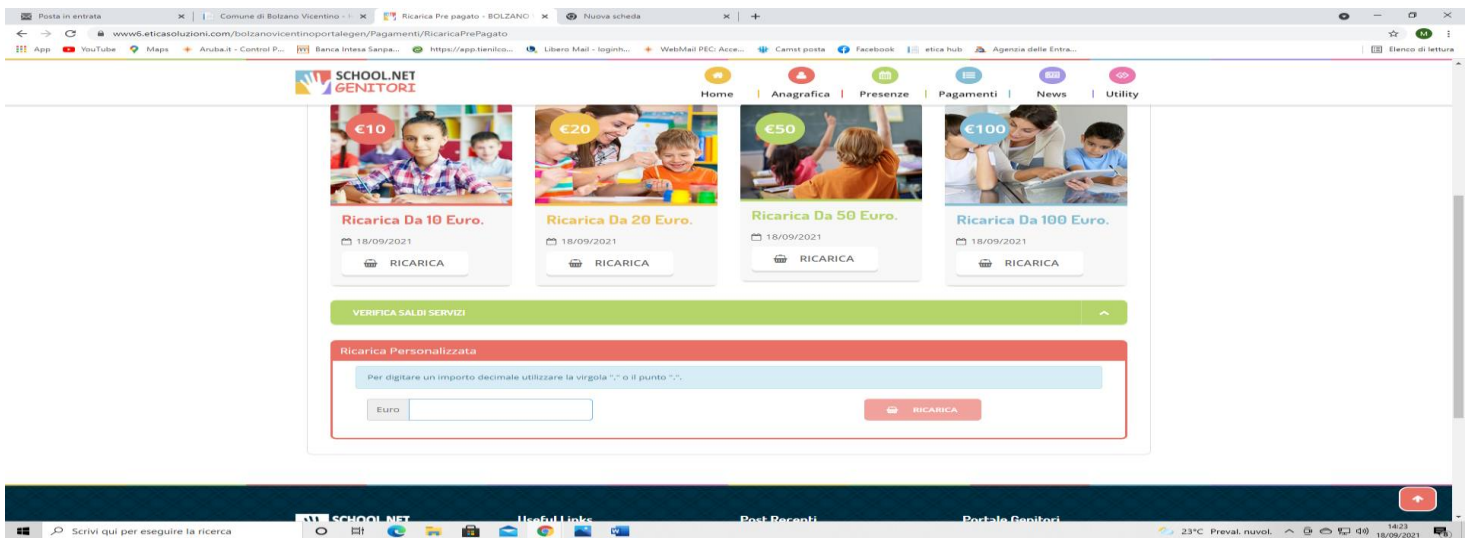 Posta in entrata
Comune di Bolzano Vicentino -
Ricarica Pre pagato - BOLZANO
Nuova scheda
www6.eticasoluzioni.com/bolzanovicentinoportalegen/Pagamenti/RicaricaPrePagato
M
App YouTube Maps Aruba.it - Control P... Banca Intesa Sanpa... https://app.tienilco... Libero Mail - loginh... WebMail PEC: Acce... Camst posta Facebook etica hub Agenzia delle Entra... Elenco di lettura
SCHOOL.NET
GENITORI
Home | Anagrafica | Presenze | Pagamenti | News | Utility
€10 €20 €50 €100
Ricarica Da 10 Euro. Ricarica Da 20 Euro. Ricarica Da 50 Euro. Ricarica Da 100 Euro.
18/09/2021 18/09/2021 18/09/2021 18/09/2021
RICARICA RICARICA RICARICA RICARICA
VERIFICA SALDI SERVIZI
Ricarica Personalizzata
Per digitare un importo decimale utilizzare la virgola "," o il punto ".".
Euro RICARICA
SCHOOL.NET Useful Links Post Recenti Portale Genitori
Scrivi qui per eseguire la ricerca 23°C Preval. nuvol. 14:23
18/09/2021